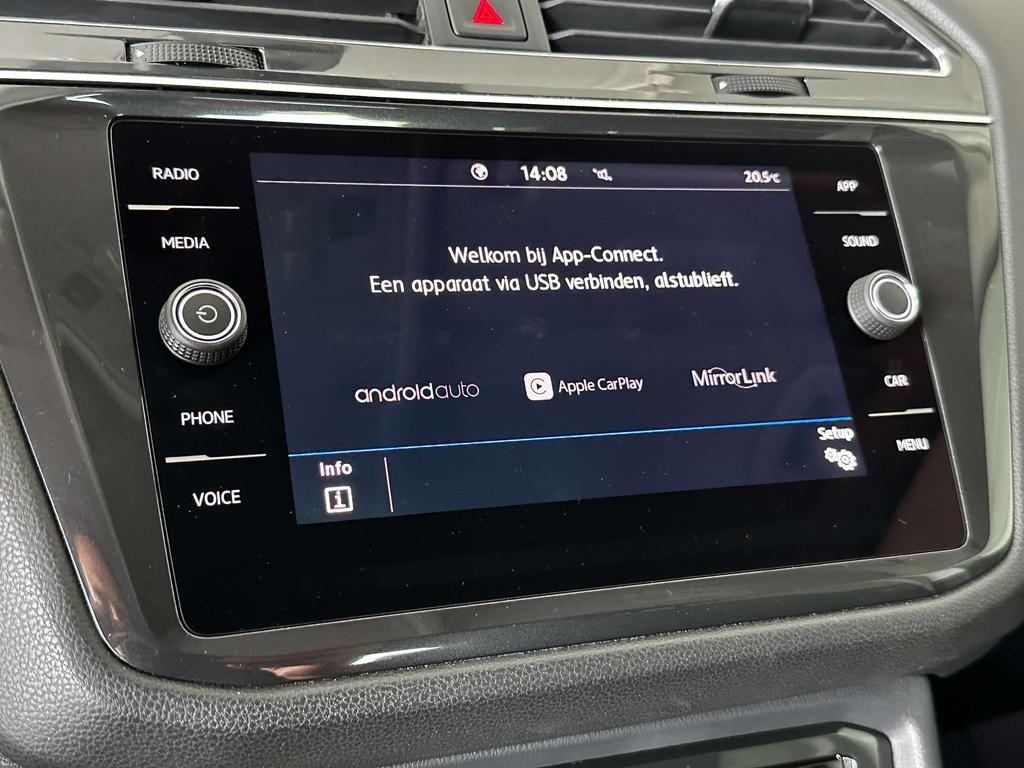 RADIO
MEDIA
PHONE
VOICE
14:08
20.5°C
Welkom bij App-Connect.
Een apparaat via USB verbinden, alstublieft.
androidauto
Apple CarPlay
MirrorLink
Info
i
Setup
APP
SOUND
CAR
MENU